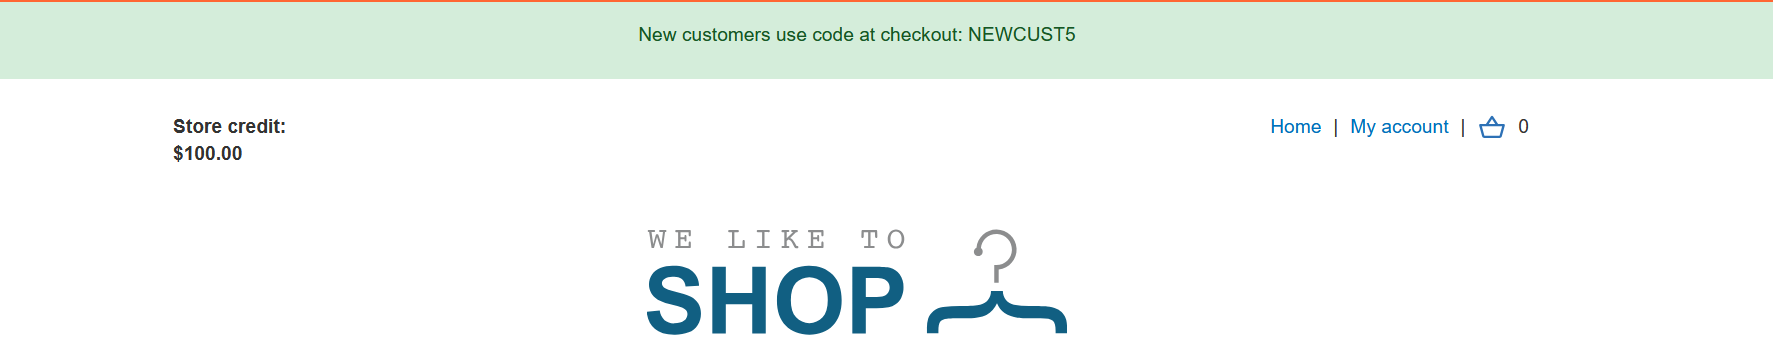 New customers use code at checkout: NEWCUST5
Store credit:
$100.00
Home | My account | 0
WE LIKE TO
SHOP